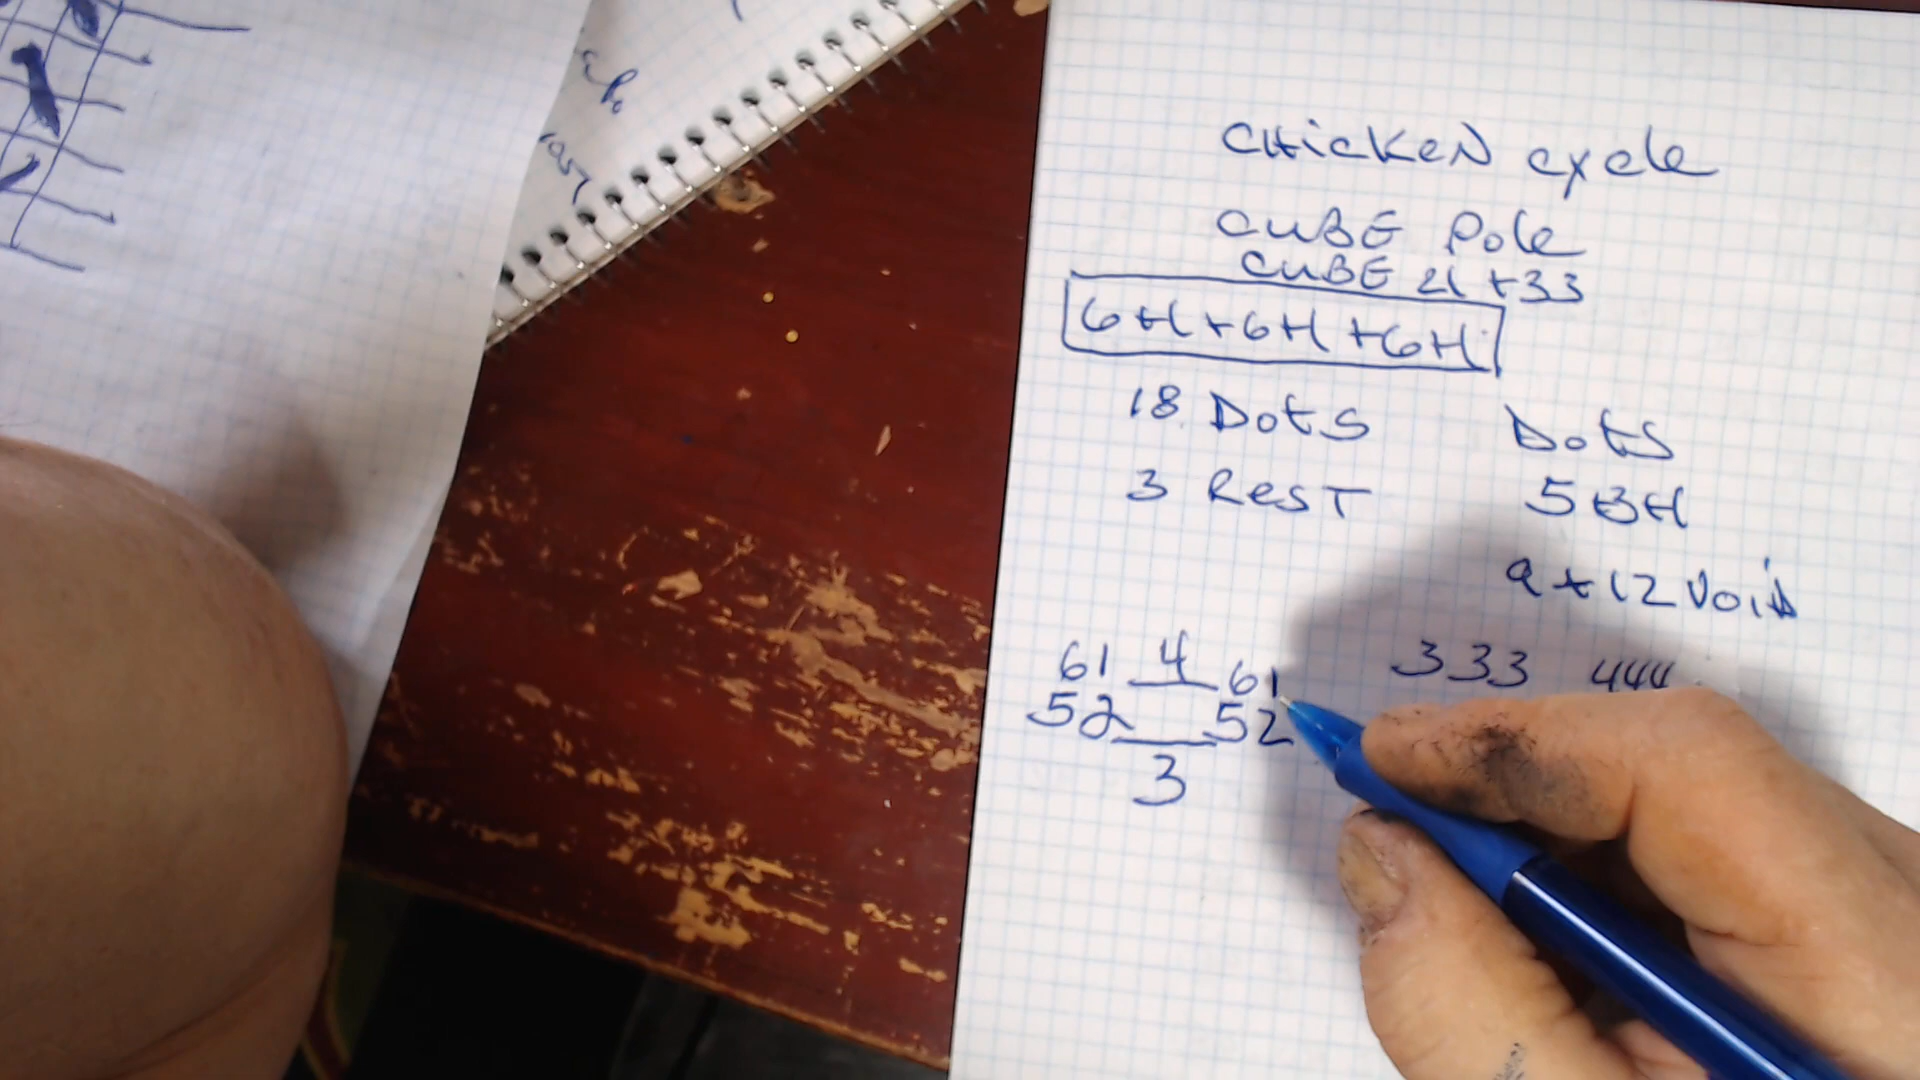 CHicKeN cycle
CUBE Pole
CUBE 21 + 33
6H+6H+6H
18 Dots Dots
3 ResT 53H
9+12 Void
61 4 61 333 444
52 52
3